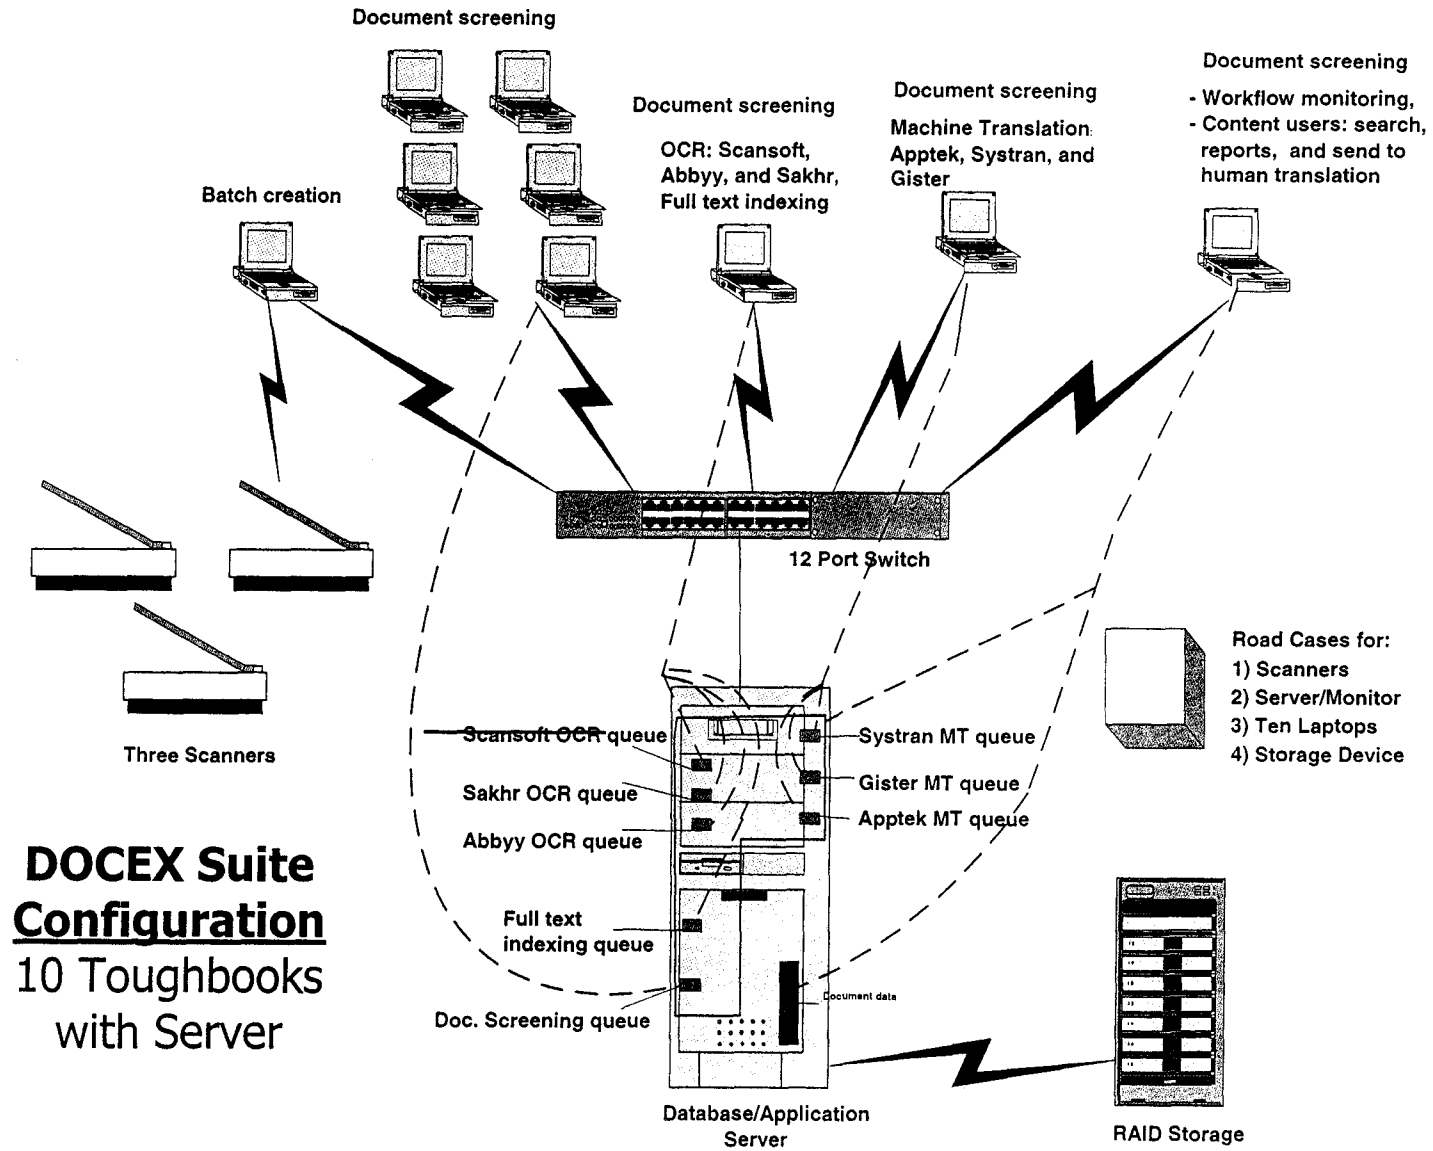 Document screening
Document screening
- Workflow monitoring,
- Content users: search,
reports, and send to
human translation
Document screening
Machine Translation:
Apptek, Systran, and
Gister
Document screening
OCR: Scansoft,
Abbyy, and Sakhr,
Full text indexing
Batch creation
12 Port Switch
Road Cases for:
1) Scanners
2) Server/Monitor
3) Ten Laptops
4) Storage Device
Three Scanners
Scansoft OCR queue
Systran MT queue
Sakhr OCR queue
Gister MT queue
Abbyy OCR queue
Apptek MT queue
DOCEX Suite
Configuration
10 Toughbooks
with Server
Full text
indexing queue
Document data
Doc. Screening queue
Database/Application
Server
RAID Storage